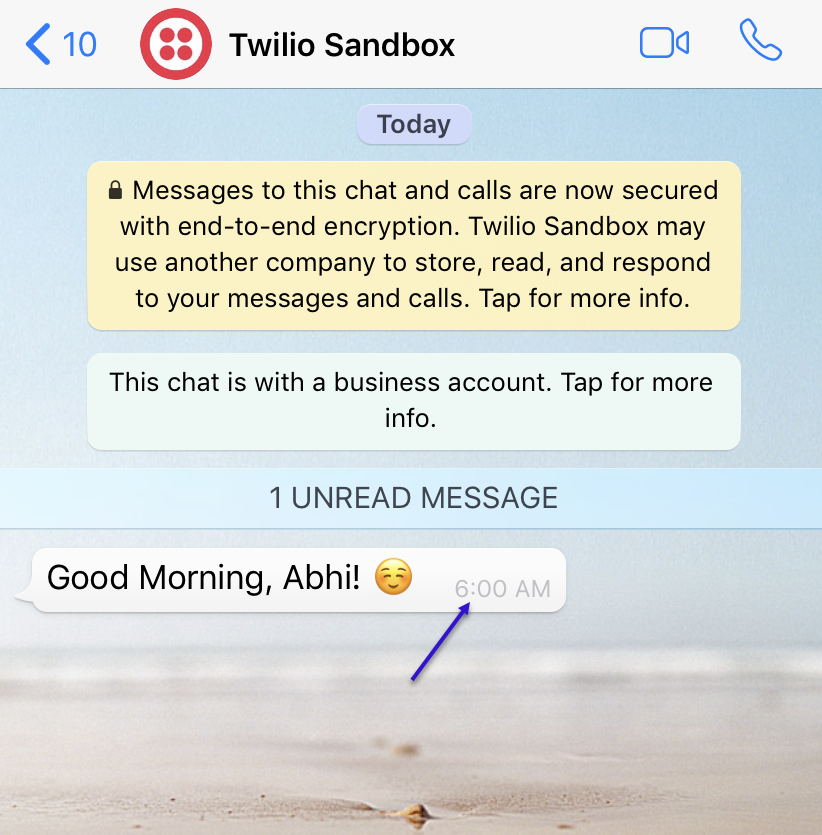 10 Twilio Sandbox
Today
Messages to this chat and calls are now secured
with end-to-end encryption. Twilio Sandbox may
use another company to store, read, and respond
to your messages and calls. Tap for more info.
This chat is with a business account. Tap for more
info.
1 UNREAD MESSAGE
Good Morning, Abhi! ☺️ 6:00 AM